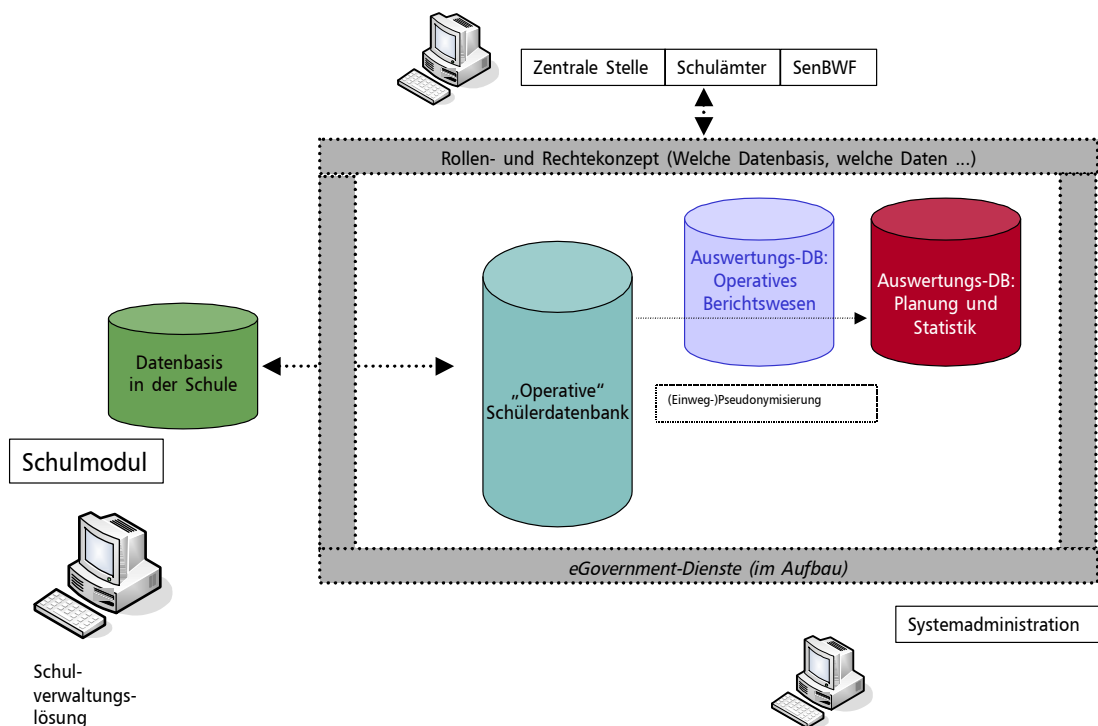 Zentrale Stelle
Schulämter
SenBWF
Rollen- und Rechtekonzept (Welche Datenbasis, welche Daten ...)
Auswertungs-DB:
Operatives
Berichtswesen
Auswertungs-DB:
Planung und
Statistik
Datenbasis
in der Schule
„Operative“
Schülerdatenbank
(Einweg-)Pseudonymisierung
Schulmodul
eGovernment-Dienste (im Aufbau)
Systemadministration
Schul-
verwaltungs-
lösung